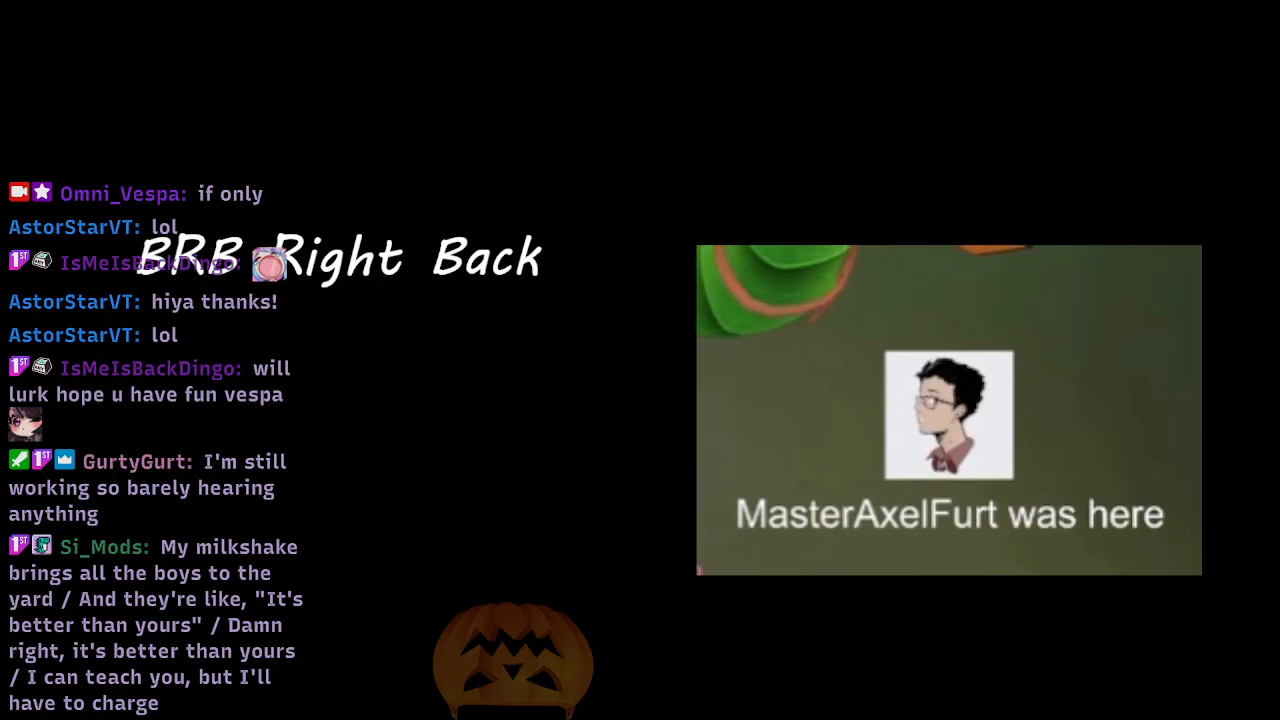 Omni_Vespa: if only
AstorStarVT: lol
BRB Right Back
IsMeIsBackDingo:
AstorStarVT: hiya thanks!
AstorStarVT: lol
IsMeIsBackDingo: will
lurk hope u have fun vespa
GurtyGurt: I'm still
working so barely hearing
anything
Si_Mods: My milkshake
brings all the boys to the
yard / And they're like, "It's
better than yours" / Damn
right, it's better than yours
/ I can teach you, but I'll
have to charge
MasterAxelFurt was here